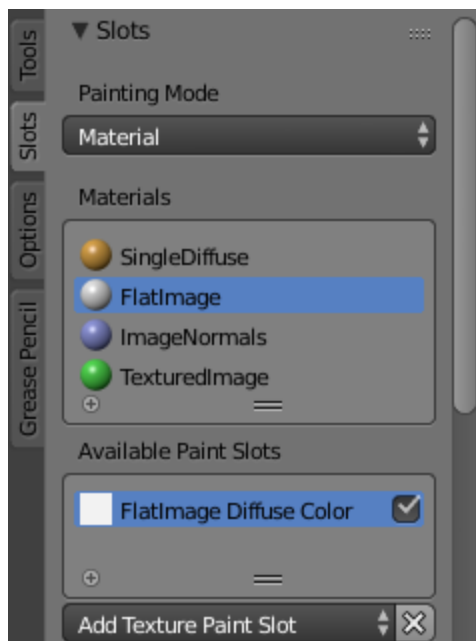 Tools
Slots
Options
Grease Pencil
Slots
Painting Mode
Material
Materials
SingleDiffuse
FlatImage
ImageNormals
TexturedImage
Available Paint Slots
FlatImage Diffuse Color
Add Texture Paint Slot